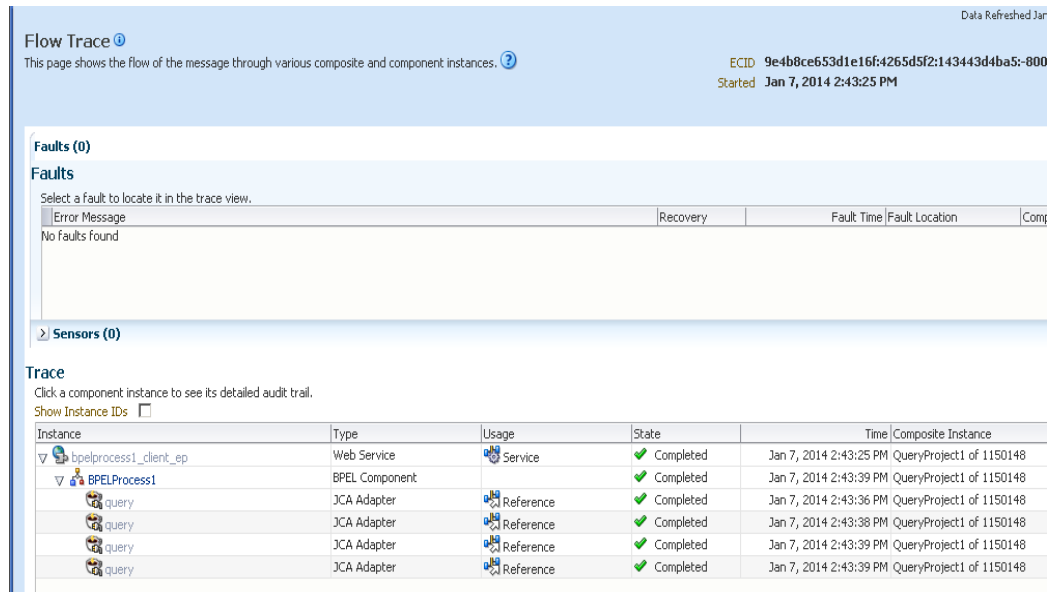 Data Refreshed Jan
Flow Trace
This page shows the flow of the message through various composite and component instances.
ECID 9e4b8ce653d1e16f:4265d5f2:143443d4ba5:-800
Started Jan 7, 2014 2:43:25 PM
Faults (0)
Faults
Select a fault to locate it in the trace view.
Error Message Recovery Fault Time Fault Location Comp
No faults found
Sensors (0)
Trace
Click a component instance to see its detailed audit trail.
Show Instance IDs
Instance Type Usage State Time Composite Instance
bpelprocess1_client_ep Web Service Service Completed Jan 7, 2014 2:43:25 PM QueryProject1 of 1150148
BPELProcess1 BPEL Component Completed Jan 7, 2014 2:43:39 PM QueryProject1 of 1150148
query JCA Adapter Reference Completed Jan 7, 2014 2:43:36 PM QueryProject1 of 1150148
query JCA Adapter Reference Completed Jan 7, 2014 2:43:38 PM QueryProject1 of 1150148
query JCA Adapter Reference Completed Jan 7, 2014 2:43:39 PM QueryProject1 of 1150148
query JCA Adapter Reference Completed Jan 7, 2014 2:43:39 PM QueryProject1 of 1150148